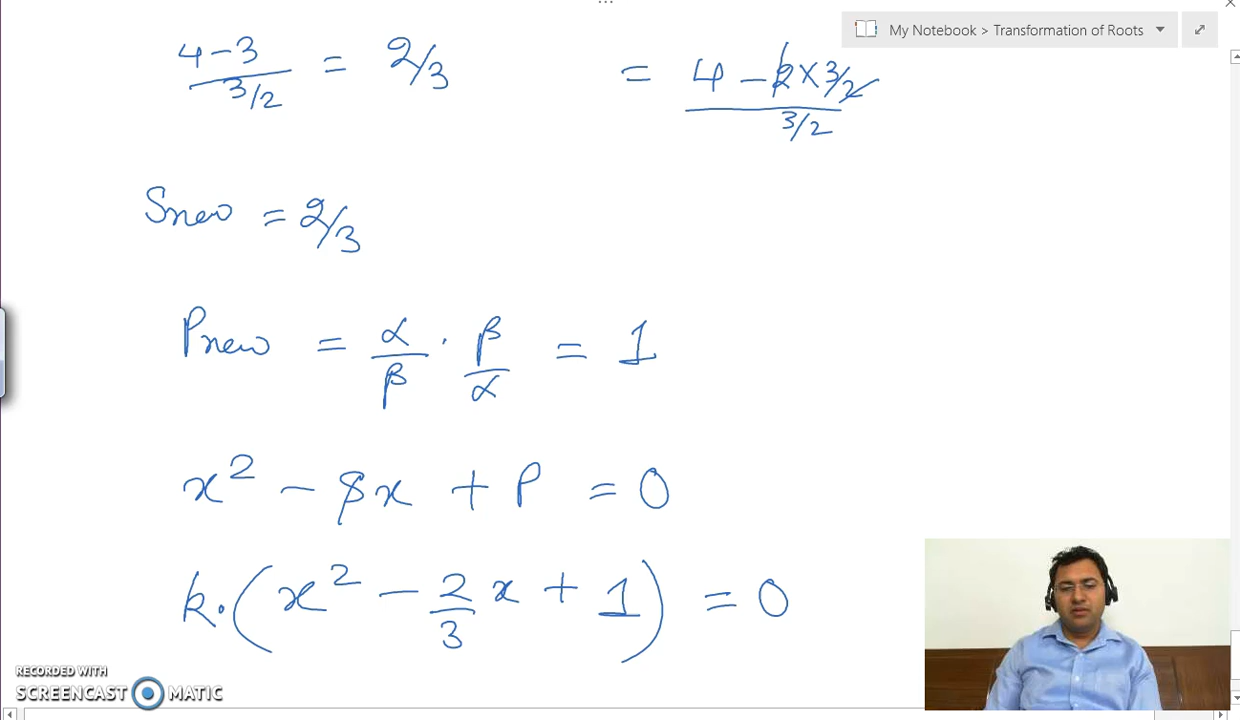 My Notebook > Transformation of Roots
4 - 3 / 3/2 = 2/3
= 4 - 2 × 3/2 / 3/2
Snew = 2/3
Pnew = α/β · β/α = 1
x² - Sx + P = 0
k·(x² - 2/3 x + 1) = 0
RECORDED WITH
SCREENCAST MATIC